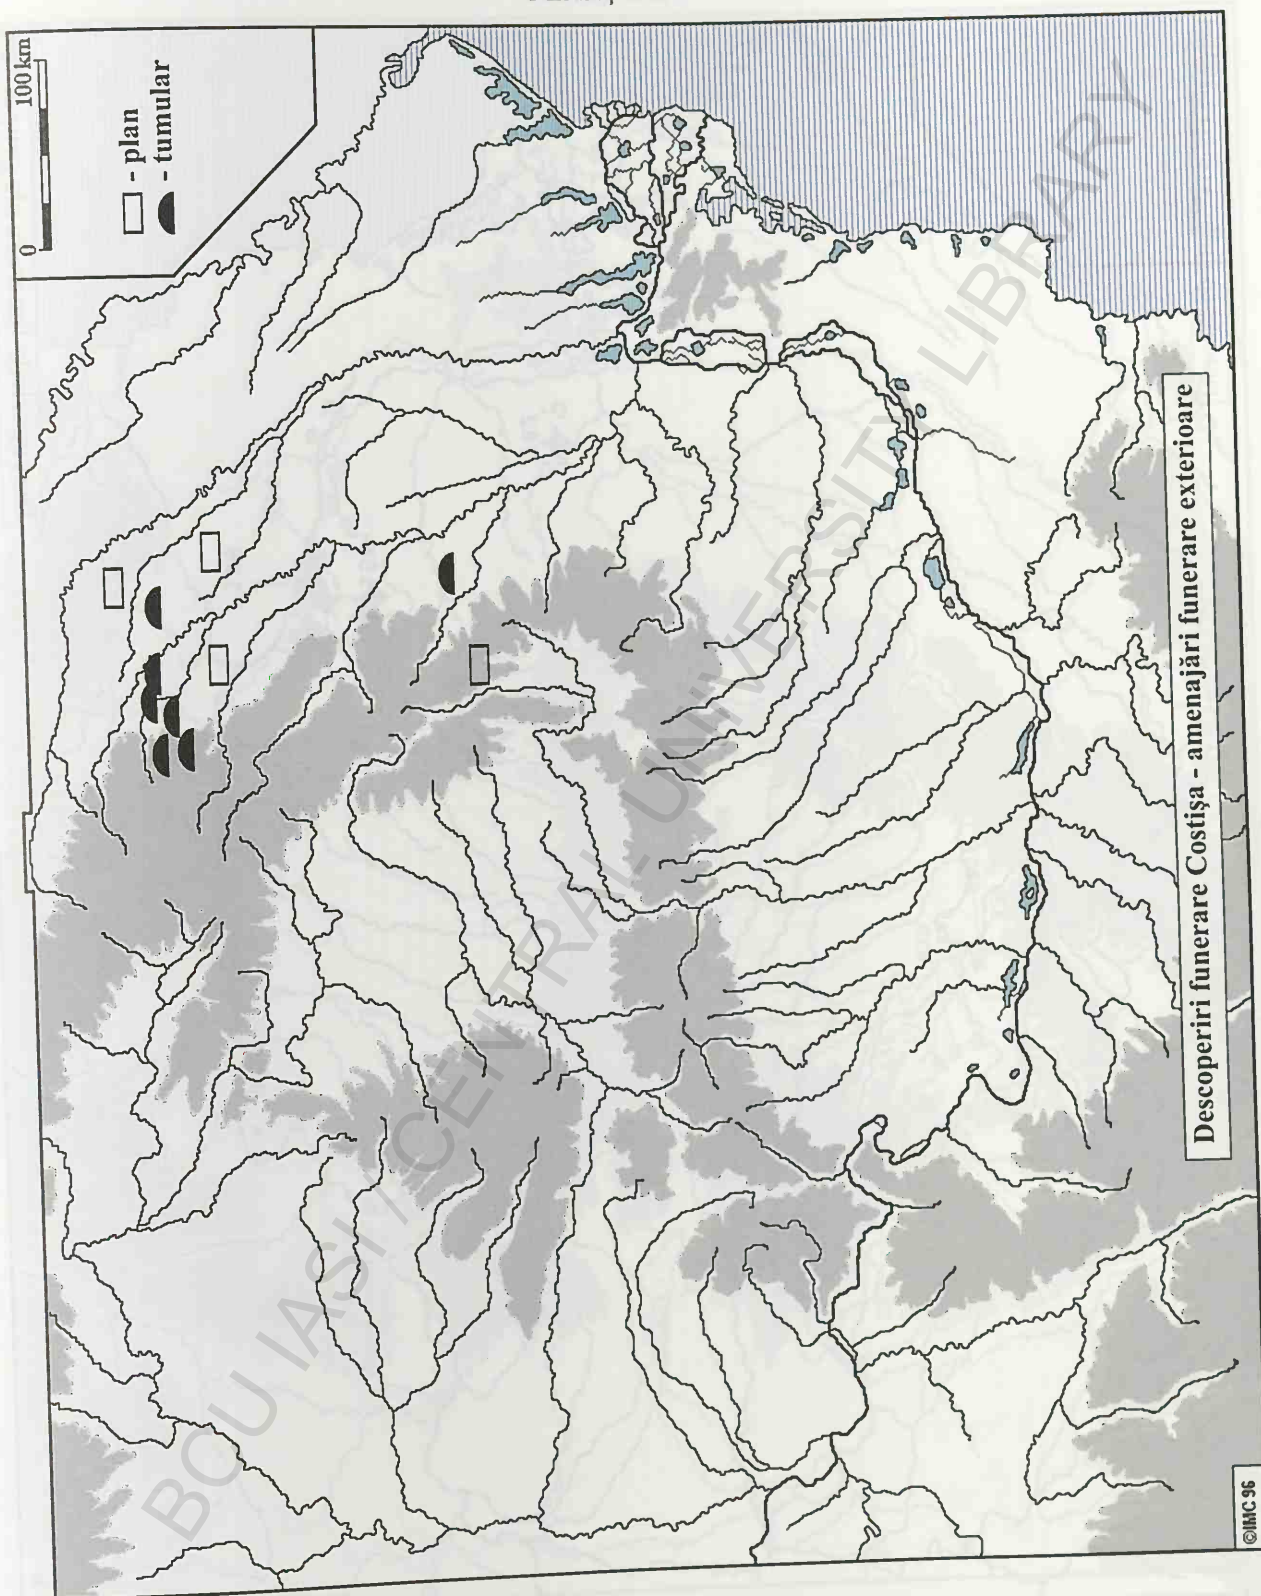 100 km
0
- plan
- tumular
Descoperiri funerare Costişa - amenajări funerare exterioare
©IMC 96
BCU IASI / CENTRAL UNIVERSITY LIBRARY